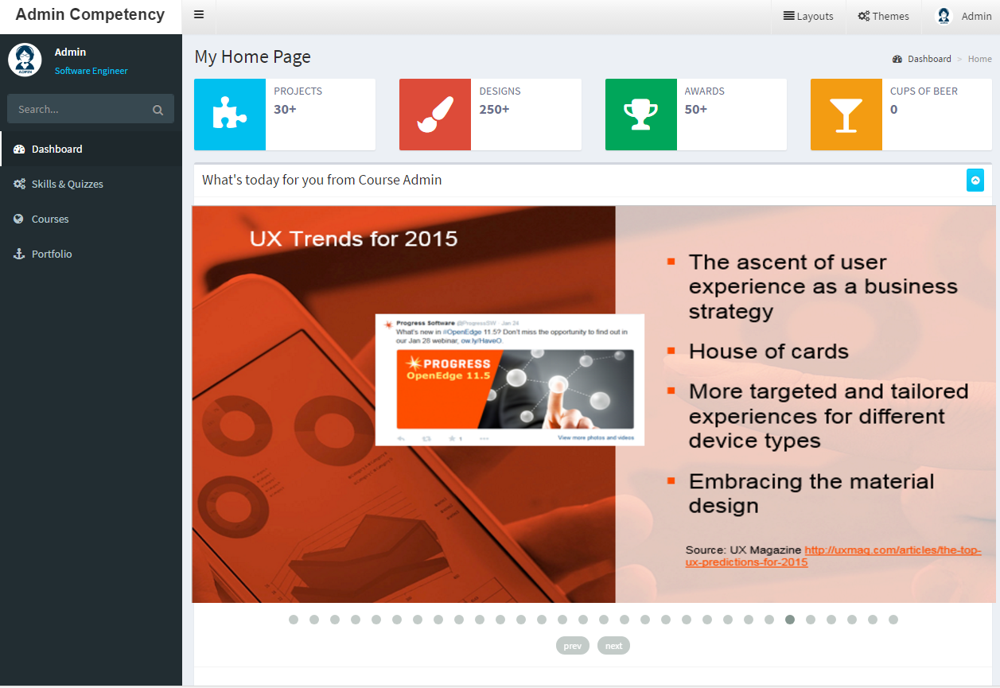 Admin Competency
Layouts
Themes
Admin
Admin
Software Engineer
Search...
Dashboard
Skills & Quizzes
Courses
Portfolio
My Home Page
Dashboard > Home
PROJECTS
30+
DESIGNS
250+
AWARDS
50+
CUPS OF BEER
0
What's today for you from Course Admin
UX Trends for 2015
Progress Software @ProgressSW · Jan 24
What's new in #OpenEdge 11.5? Don't miss the opportunity to find out in
our Jan 28 webinar, ow.ly/HaveO.
PROGRESS
OpenEdge 11.5
1
View more photos and videos
The ascent of user
experience as a business
strategy
House of cards
More targeted and tailored
experiences for different
device types
Embracing the material
design
Source: UX Magazine http://uxmag.com/articles/the-top-
ux-predictions-for-2015
prev
next